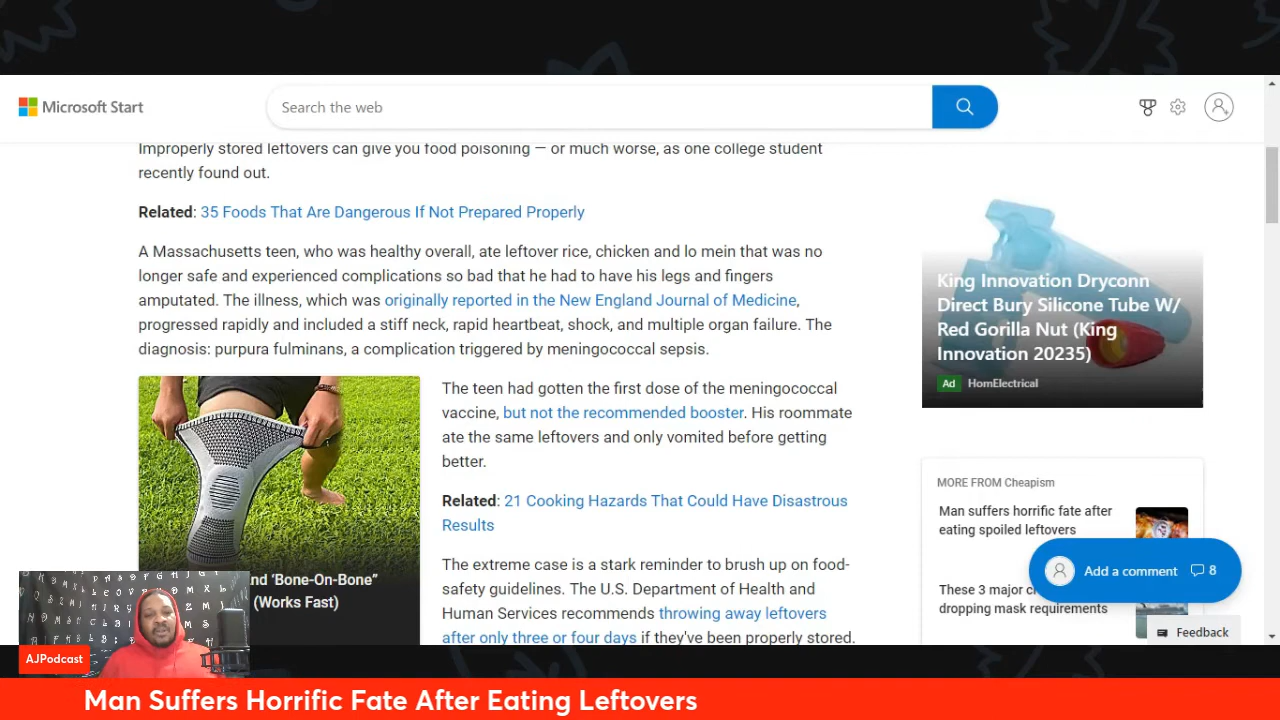 Microsoft Start
Search the web
Improperly stored leftovers can give you food poisoning — or much worse, as one college student
recently found out.
Related: 35 Foods That Are Dangerous If Not Prepared Properly
A Massachusetts teen, who was healthy overall, ate leftover rice, chicken and lo mein that was no
longer safe and experienced complications so bad that he had to have his legs and fingers
amputated. The illness, which was originally reported in the New England Journal of Medicine,
progressed rapidly and included a stiff neck, rapid heartbeat, shock, and multiple organ failure. The
diagnosis: purpura fulminans, a complication triggered by meningococcal sepsis.
The teen had gotten the first dose of the meningococcal
vaccine, but not the recommended booster. His roommate
ate the same leftovers and only vomited before getting
better.
Related: 21 Cooking Hazards That Could Have Disastrous
Results
The extreme case is a stark reminder to brush up on food-
safety guidelines. The U.S. Department of Health and
Human Services recommends throwing away leftovers
after only three or four days if they've been properly stored.
nd ‘Bone-On-Bone”
(Works Fast)
King Innovation Dryconn
Direct Bury Silicone Tube W/
Red Gorilla Nut (King
Innovation 20235)
Ad HomElectrical
MORE FROM Cheapism
Man suffers horrific fate after
eating spoiled leftovers
Add a comment 8
These 3 major
dropping mask requirements
Feedback
AJPodcast
Man Suffers Horrific Fate After Eating Leftovers